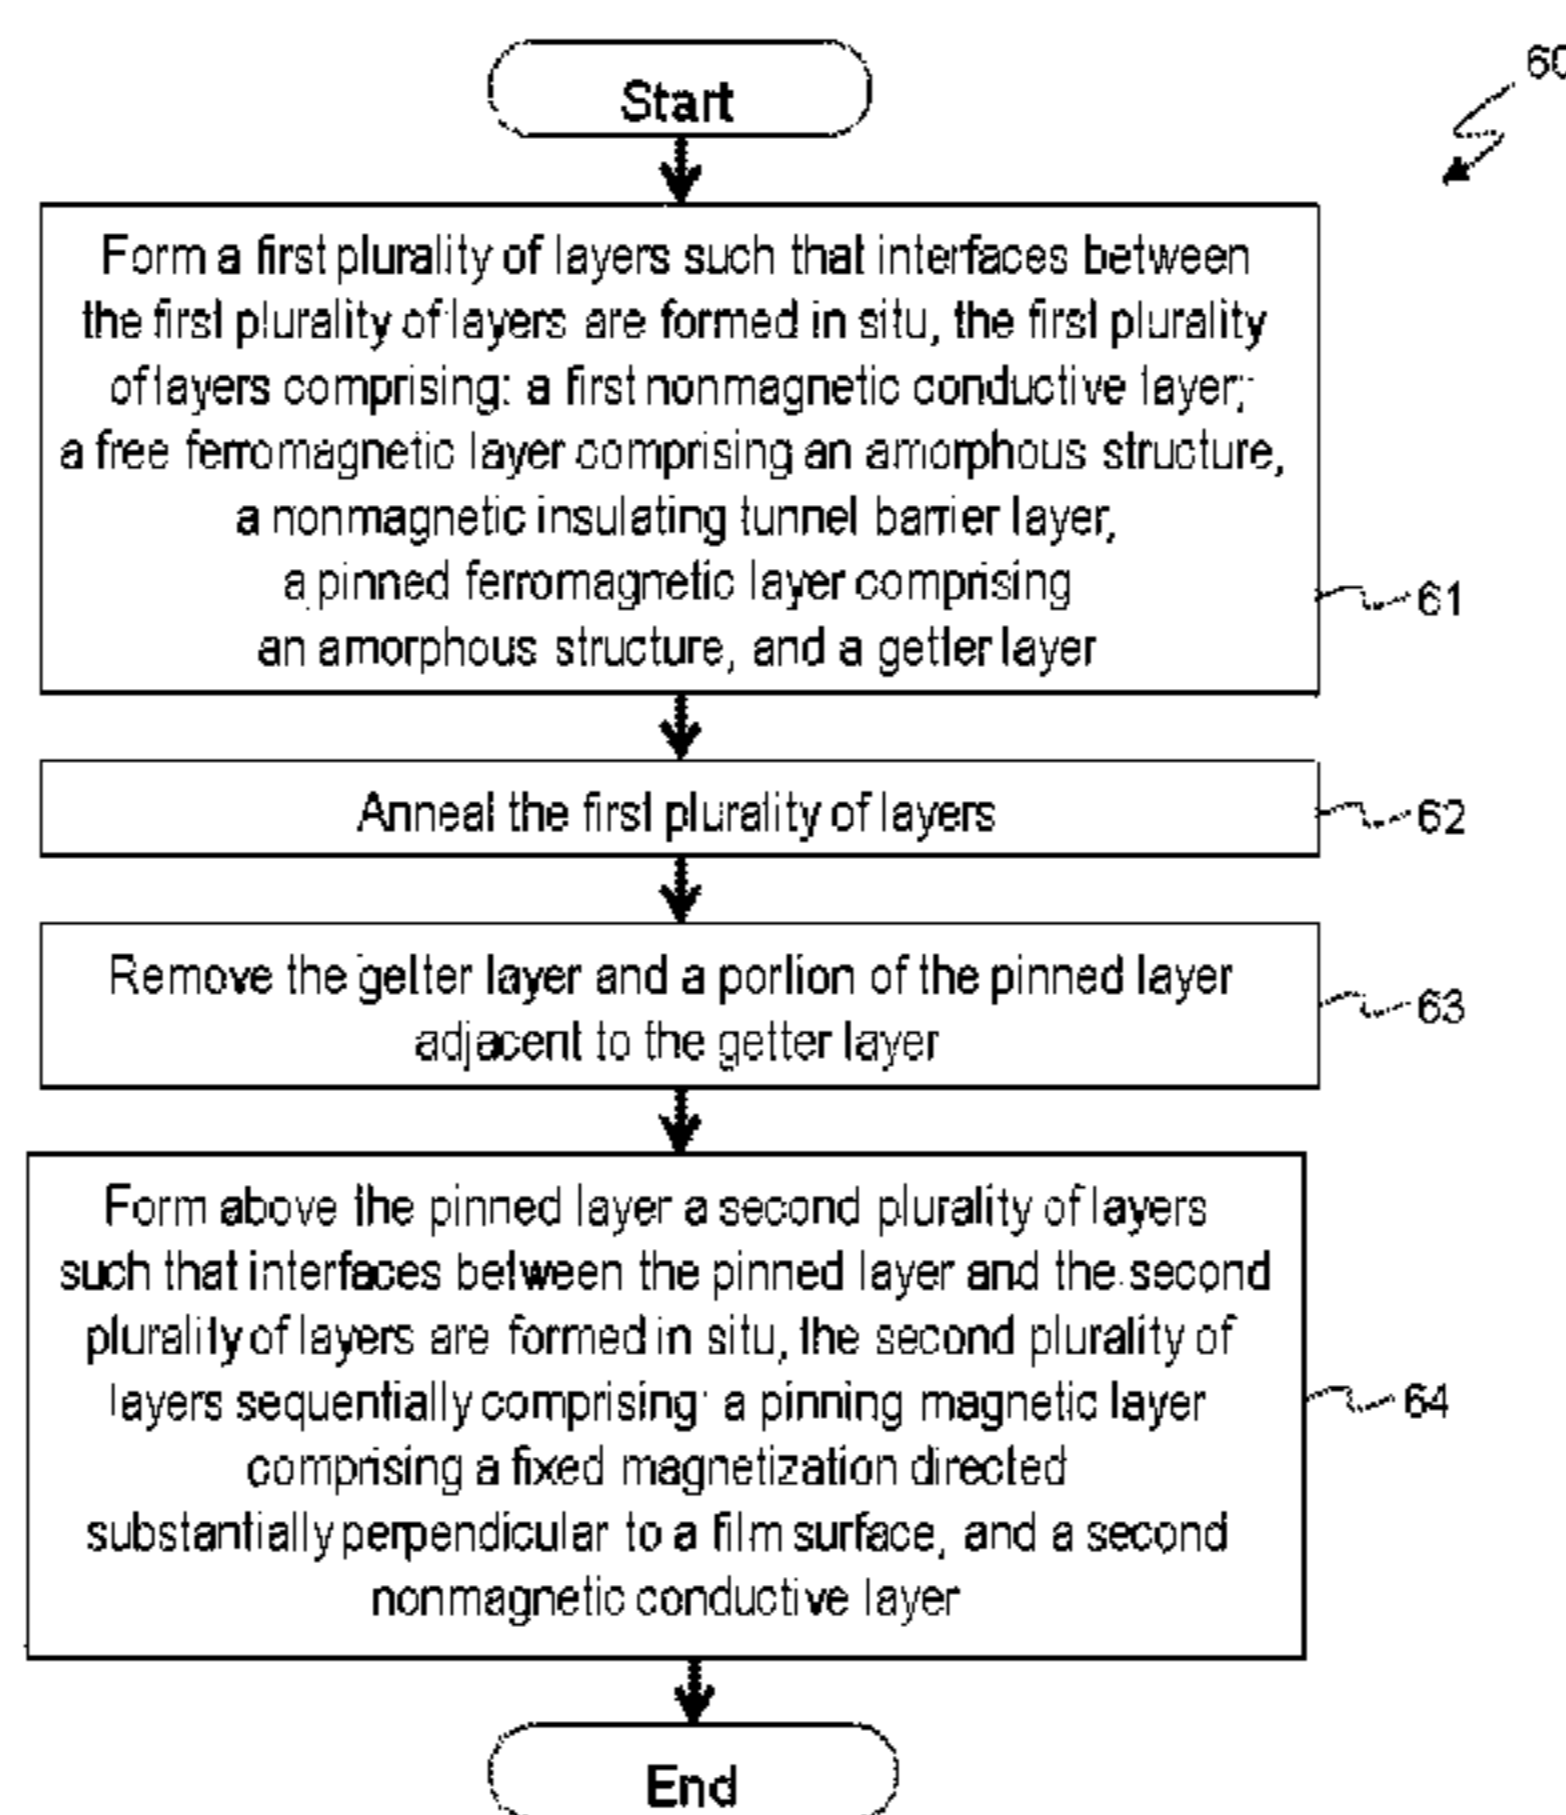 Start
60
Form a first plurality of layers such that interfaces between
the first plurality of layers are formed in situ, the first plurality
of layers comprising: a first nonmagnetic conductive layer,
a free ferromagnetic layer comprising an amorphous structure,
a nonmagnetic insulating tunnel barrier layer,
a pinned ferromagnetic layer comprising
an amorphous structure, and a getter layer
61
Anneal the first plurality of layers
62
Remove the getter layer and a portion of the pinned layer
adjacent to the getter layer
63
Form above the pinned layer a second plurality of layers
such that interfaces between the pinned layer and the second
plurality of layers are formed in situ, the second plurality of
layers sequentially comprising: a pinning magnetic layer
comprising a fixed magnetization directed
substantially perpendicular to a film surface, and a second
nonmagnetic conductive layer
64
End